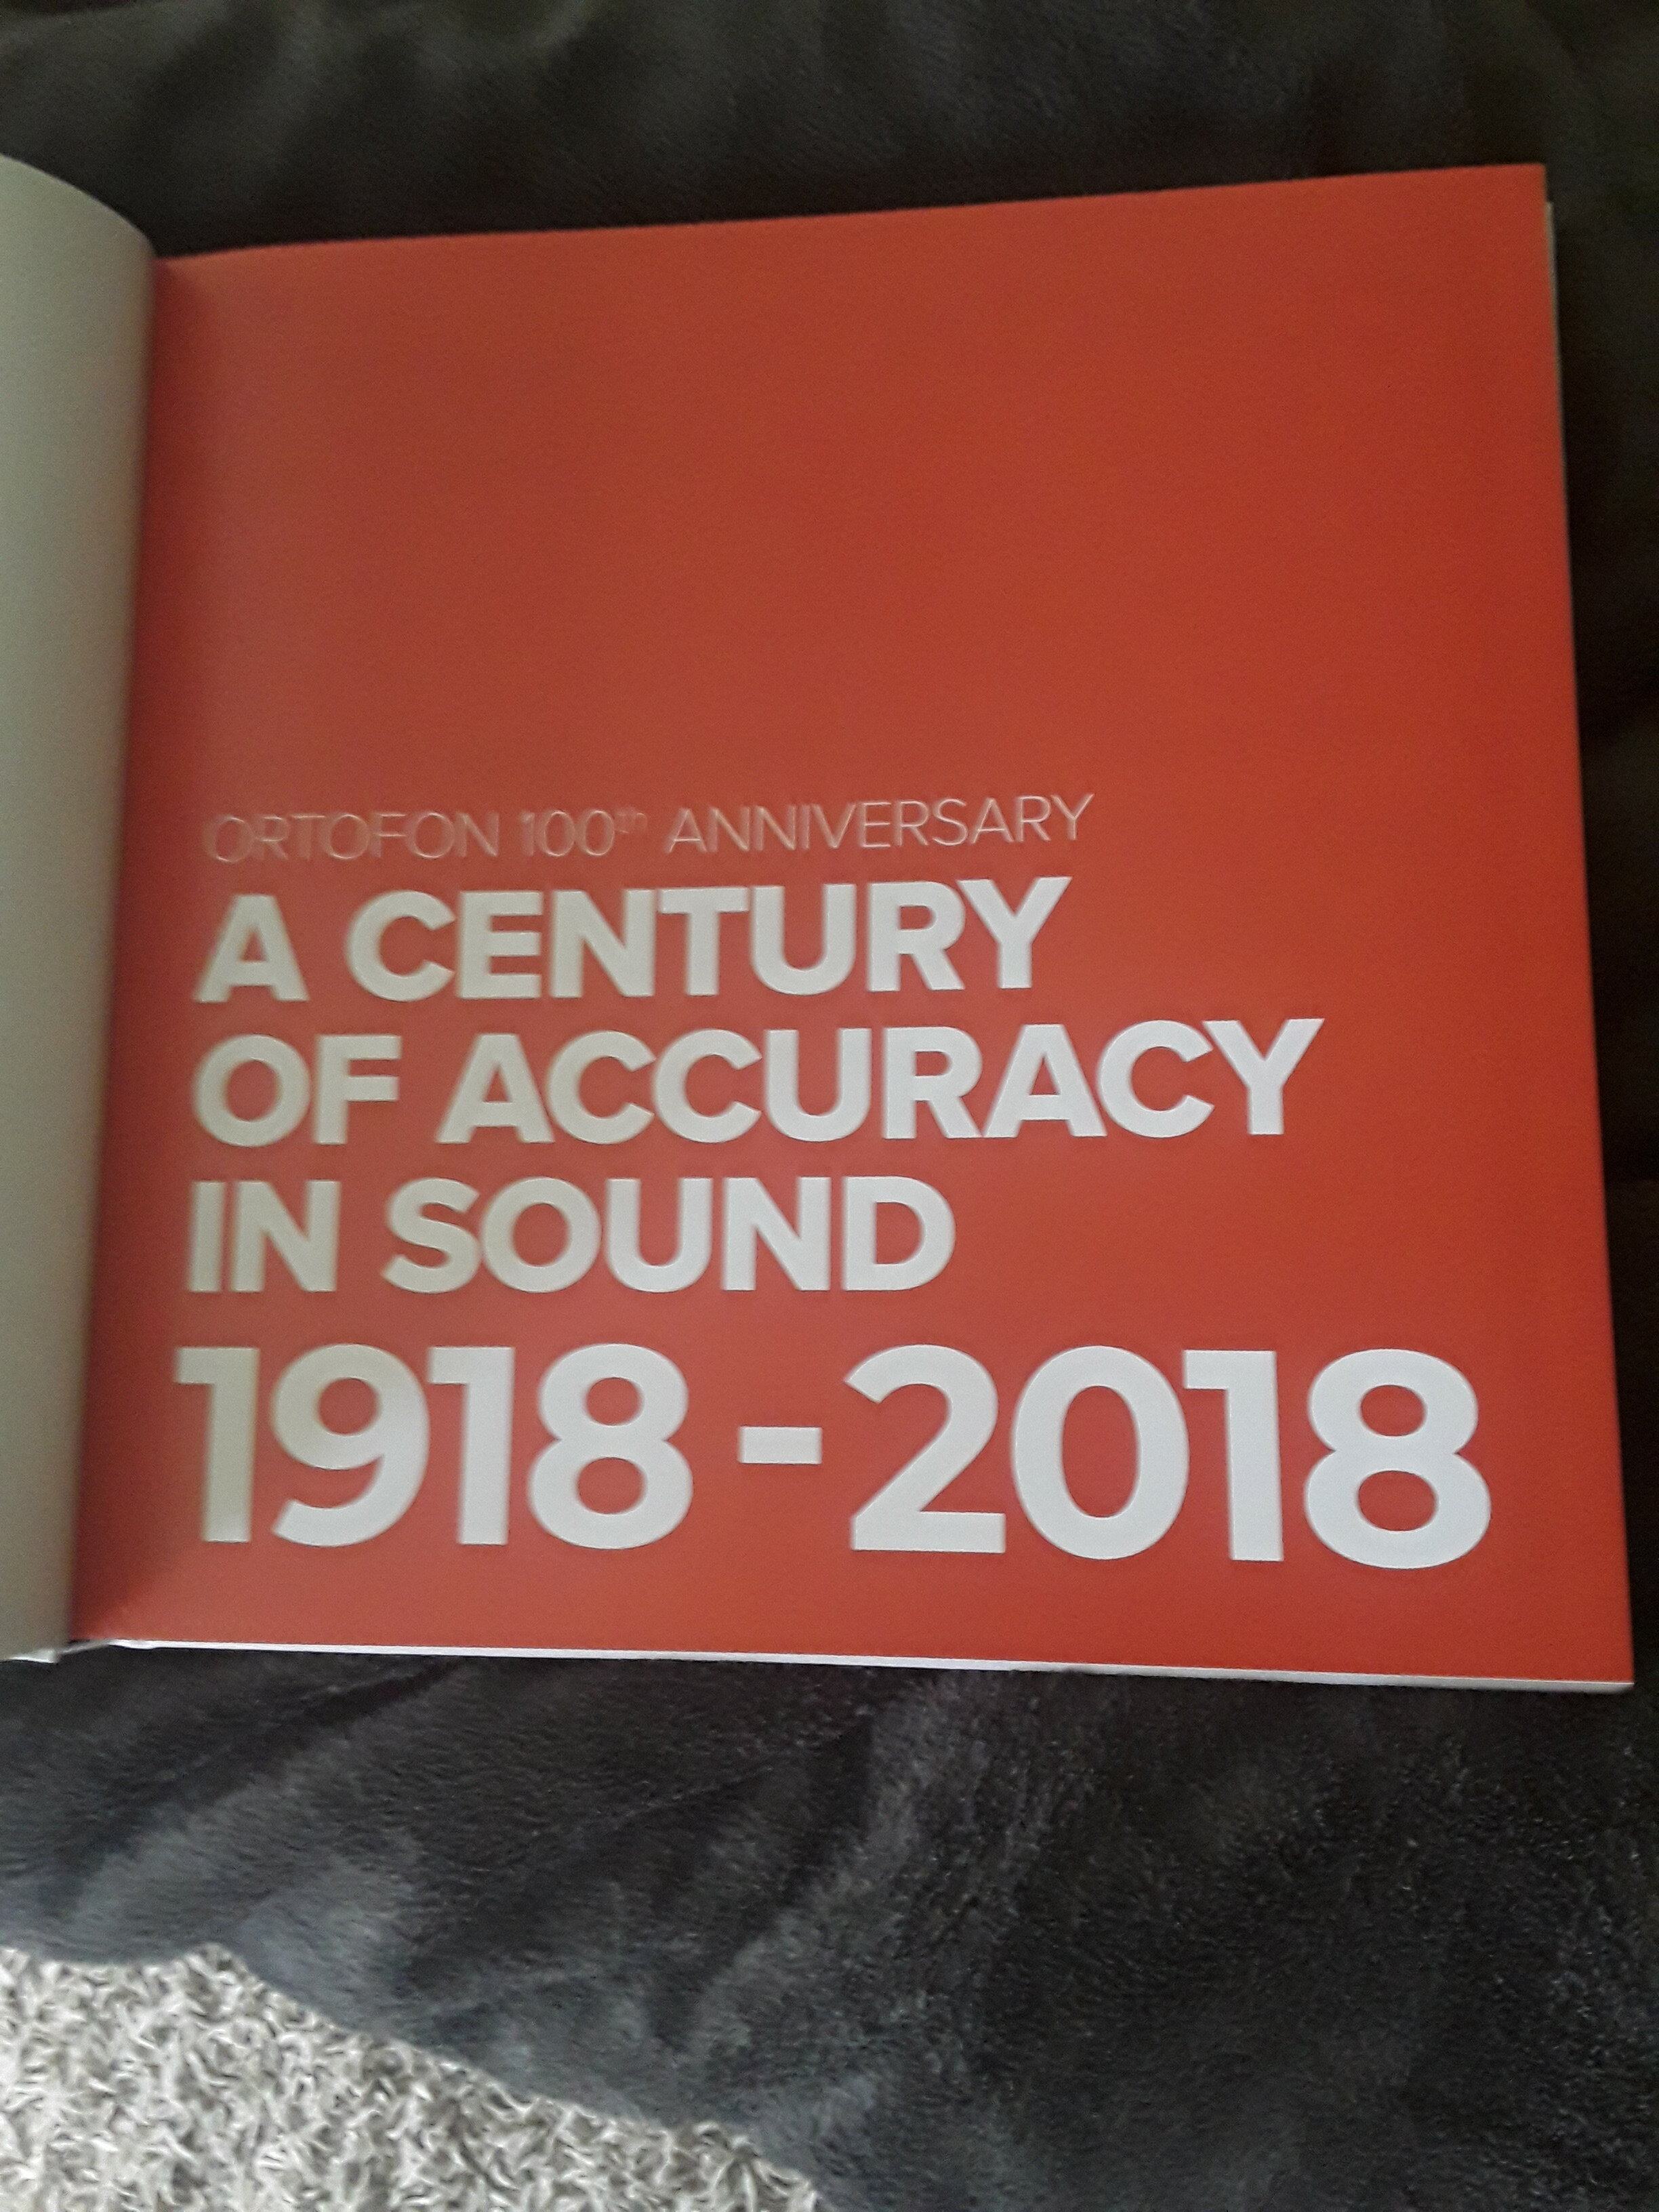 ORTOFON 100th ANNIVERSARY
A CENTURY
OF ACCURACY
IN SOUND
1918 - 2018